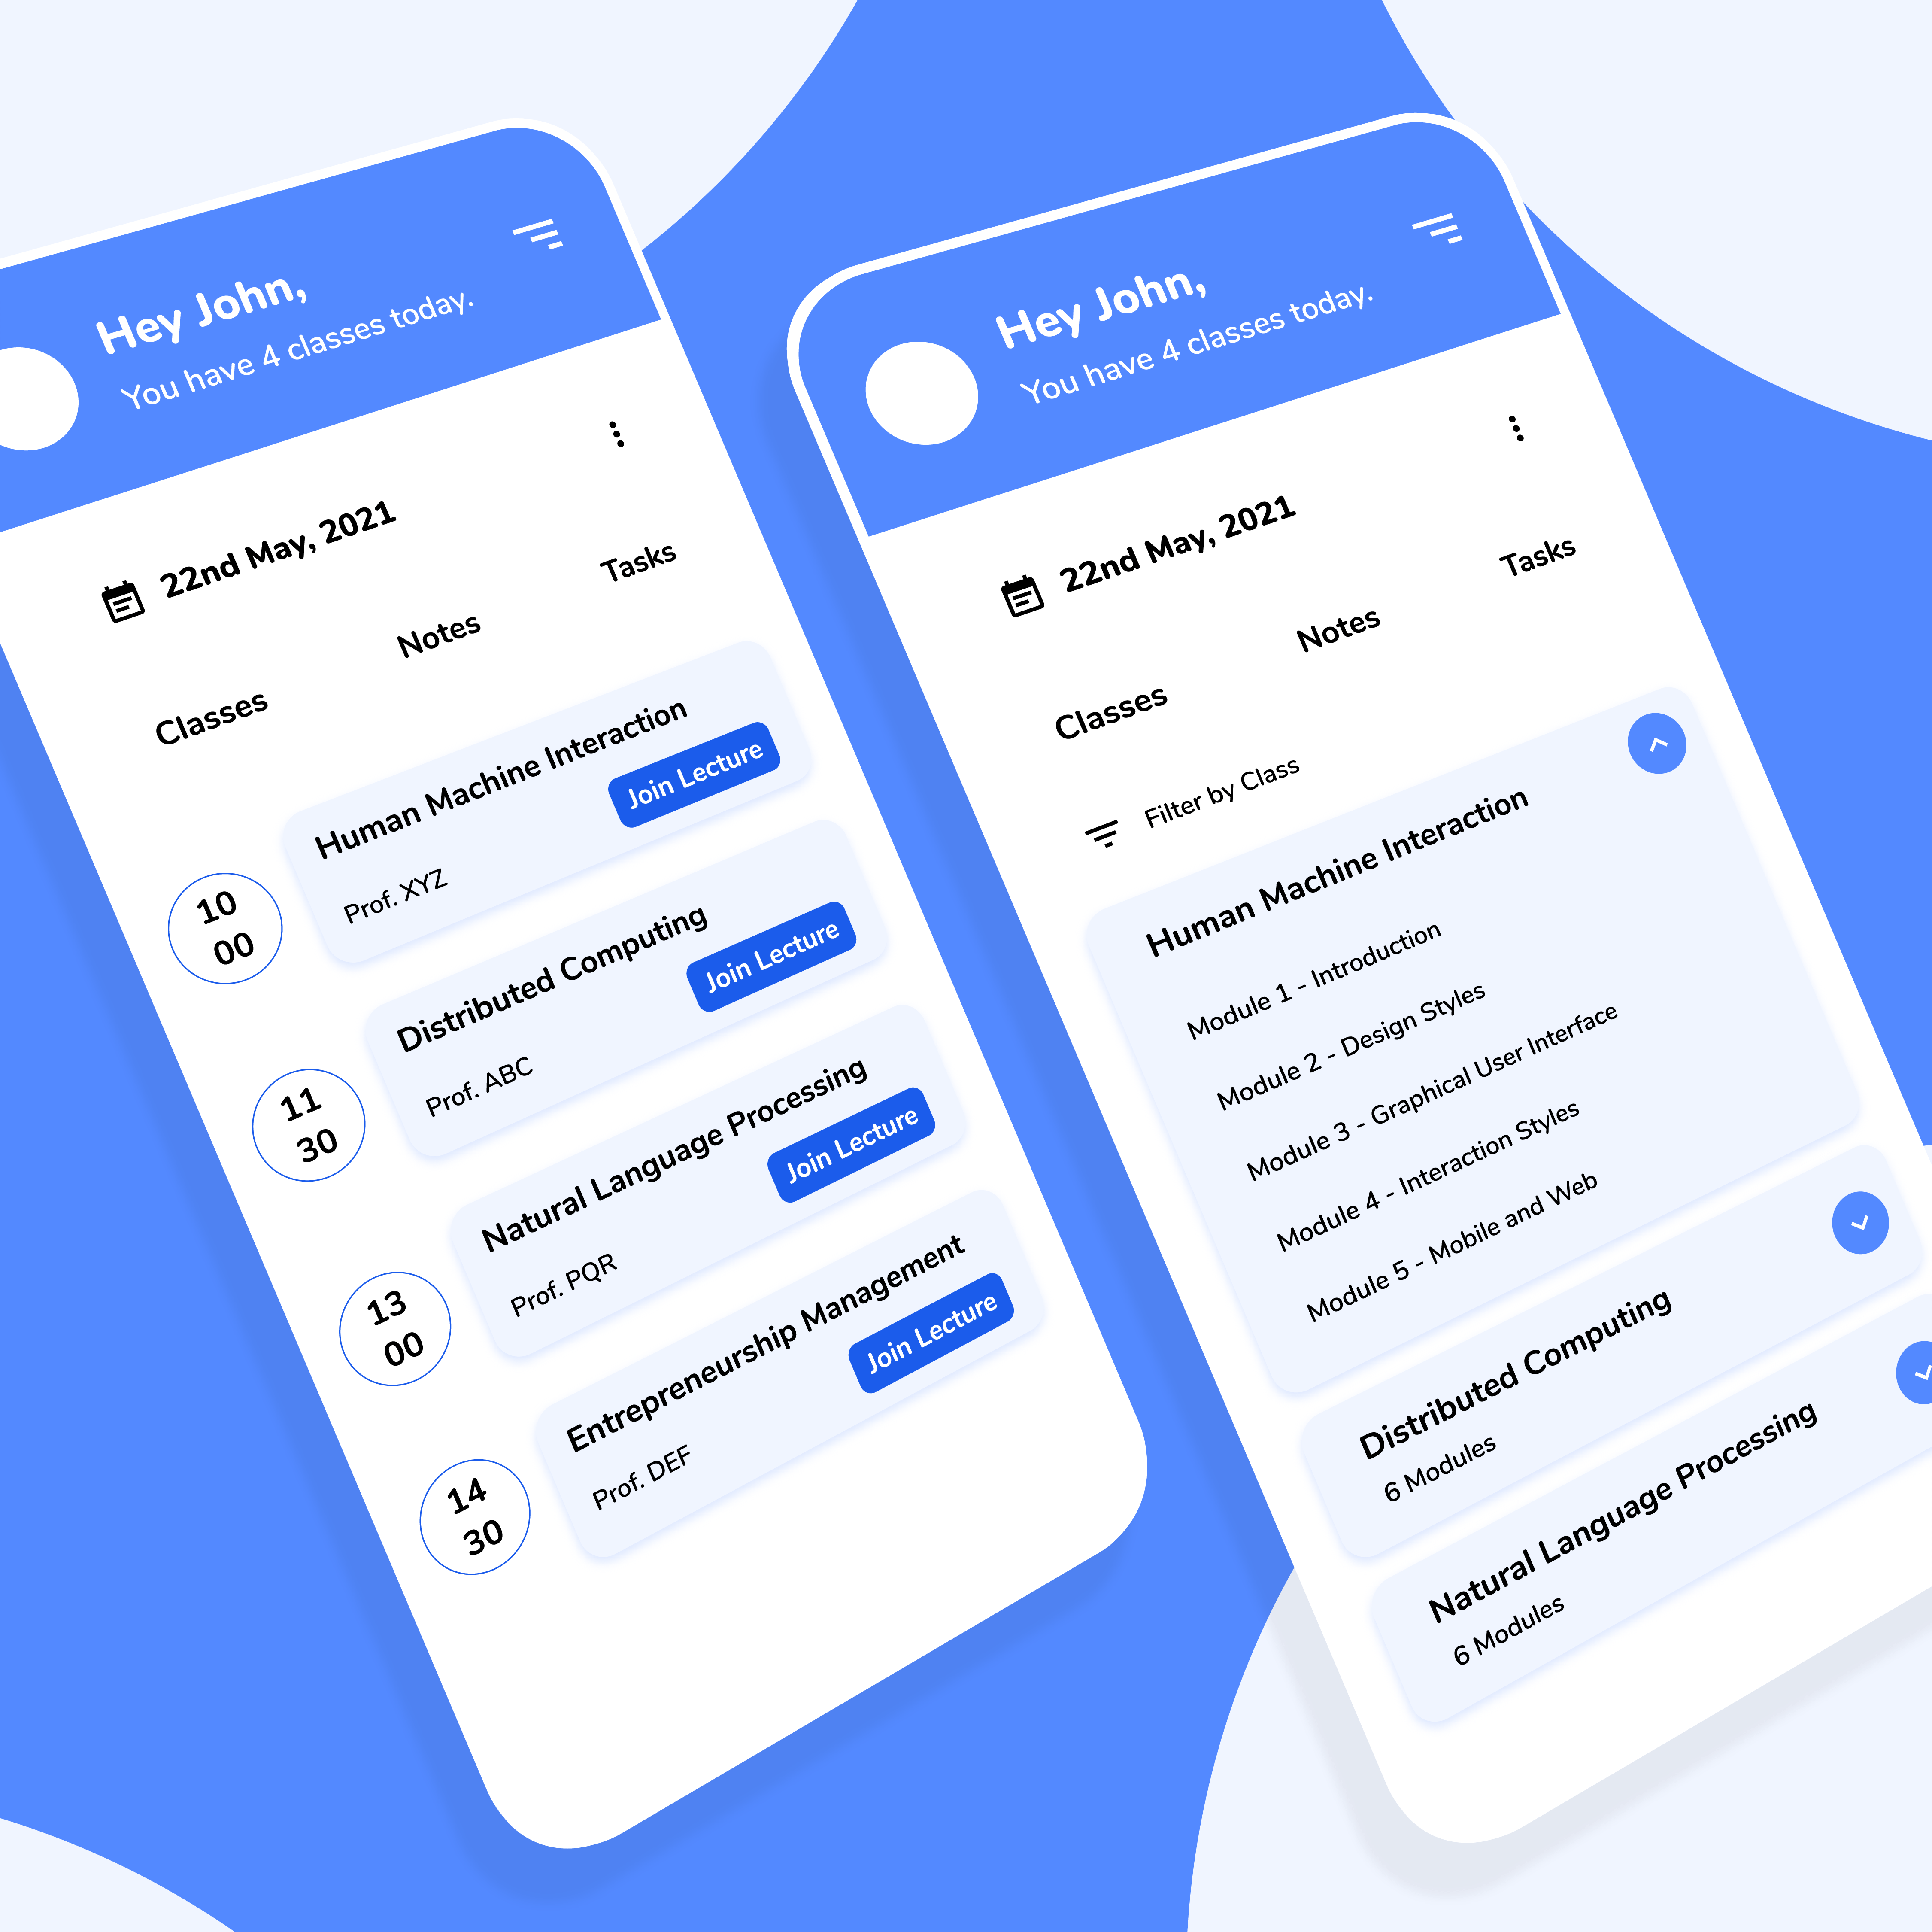 Hey John,
You have 4 classes today.
22nd May, 2021
Classes
Notes
Tasks
10
00
Human Machine Interaction
Prof. XYZ
Join Lecture
11
30
Distributed Computing
Prof. ABC
Join Lecture
13
00
Natural Language Processing
Prof. PQR
Join Lecture
14
30
Entrepreneurship Management
Prof. DEF
Join Lecture
Hey John,
You have 4 classes today.
22nd May, 2021
Classes
Notes
Tasks
Filter by Class
Human Machine Interaction
Module 1 - Introduction
Module 2 - Design Styles
Module 3 - Graphical User Interface
Module 4 - Interaction Styles
Module 5 - Mobile and Web
Distributed Computing
6 Modules
Natural Language Processing
6 Modules